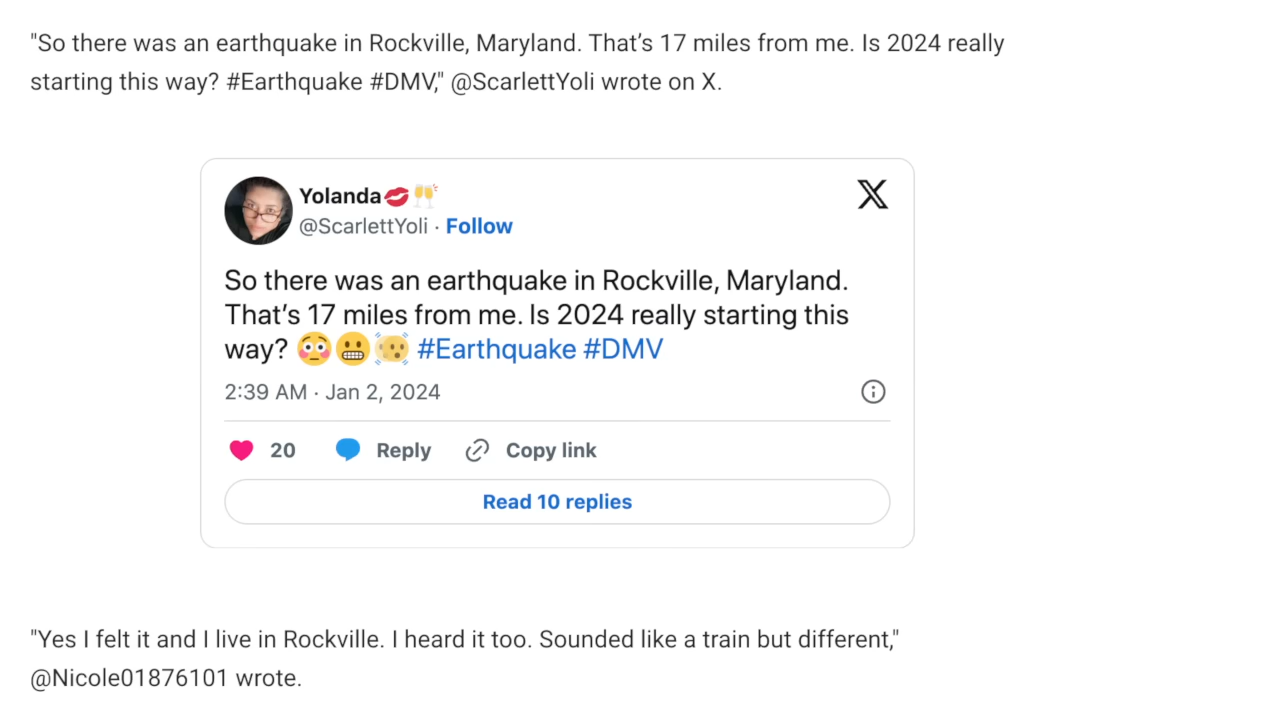 "So there was an earthquake in Rockville, Maryland. That’s 17 miles from me. Is 2024 really
starting this way? #Earthquake #DMV," @ScarlettYoli wrote on X.
Yolanda💋🥂
@ScarlettYoli · Follow
So there was an earthquake in Rockville, Maryland.
That’s 17 miles from me. Is 2024 really starting this
way? 😳😬🫨 #Earthquake #DMV
2:39 AM · Jan 2, 2024
20 Reply Copy link
Read 10 replies
"Yes I felt it and I live in Rockville. I heard it too. Sounded like a train but different,"
@Nicole01876101 wrote.